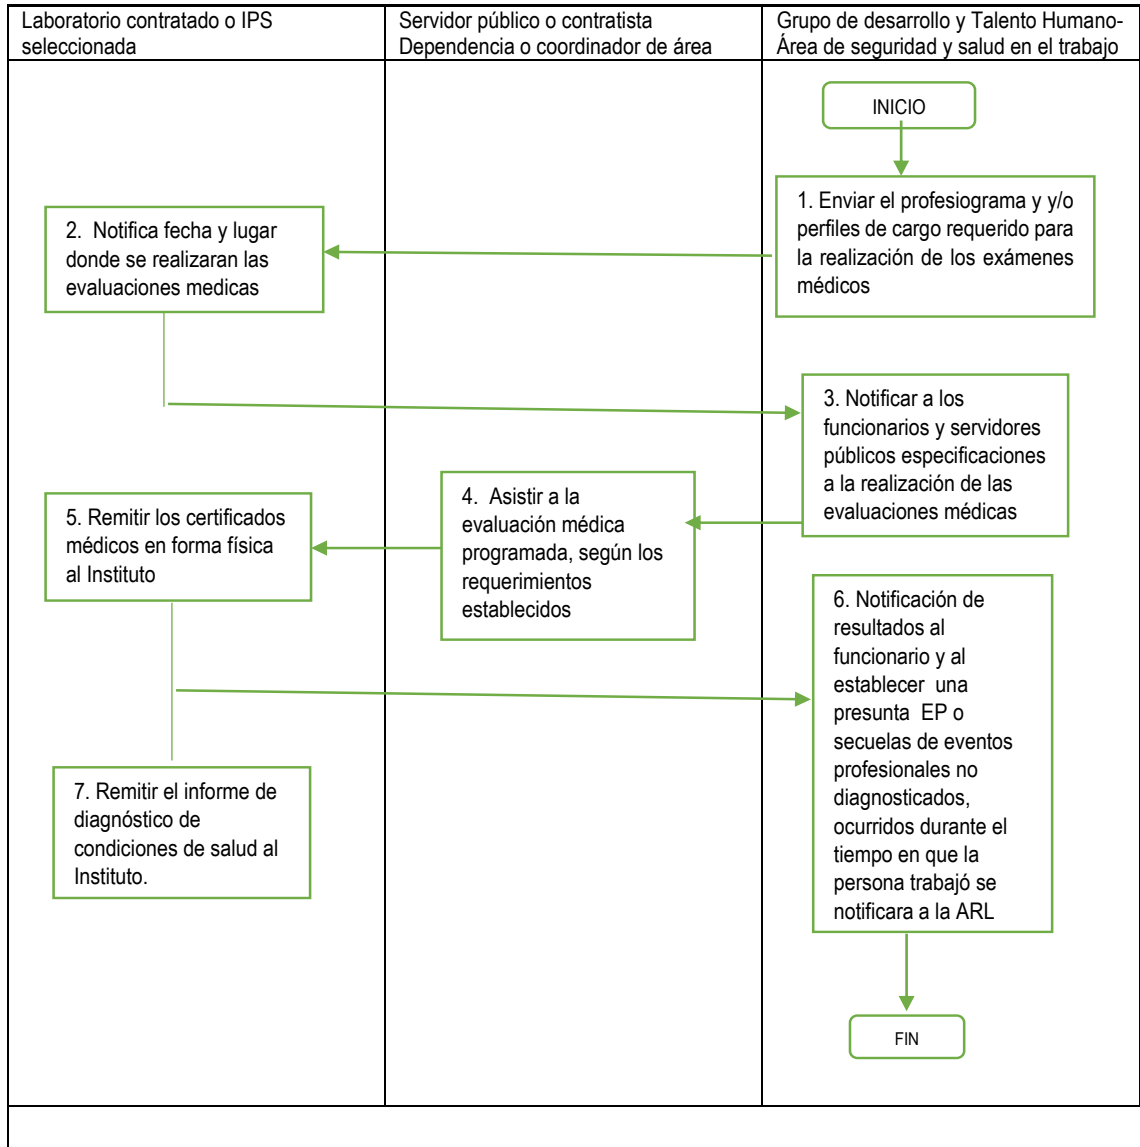 Laboratorio contratado o IPS
seleccionada
Servidor público o contratista
Dependencia o coordinador de área
Grupo de desarrollo y Talento Humano-
Área de seguridad y salud en el trabajo
INICIO
1. Enviar el profesiograma y y/o
perfiles de cargo requerido para
la realización de los exámenes
médicos
2. Notifica fecha y lugar
donde se realizaran las
evaluaciones medicas
3. Notificar a los
funcionarios y servidores
públicos especificaciones
a la realización de las
evaluaciones médicas
4. Asistir a la
evaluación médica
programada, según los
requerimientos
establecidos
5. Remitir los certificados
médicos en forma física
al Instituto
6. Notificación de
resultados al
funcionario y al
establecer una
presunta EP o
secuelas de eventos
profesionales no
diagnosticados,
ocurridos durante el
tiempo en que la
persona trabajó se
notificara a la ARL
7. Remitir el informe de
diagnóstico de
condiciones de salud al
Instituto.
FIN